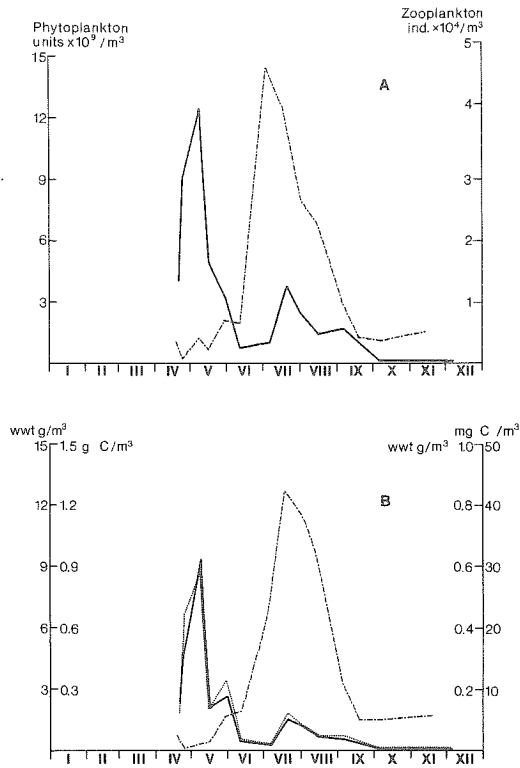 Phytoplankton
units x10⁹/m³
Zooplankton
ind. ×10⁴/m³
A
15
12
9
6
3
5
4
3
2
1
I II III IV V VI VII VIII IX X XI XII
wwt g/m³
15 1.5 g C/m³
12 1.2
9 0.9
6 0.6
3 0.3
mg C /m³
wwt g/m³ 1.0 50
0.8 40
0.6 30
0.4 20
0.2 10
B
I II III IV V VI VII VIII IX X XI XII